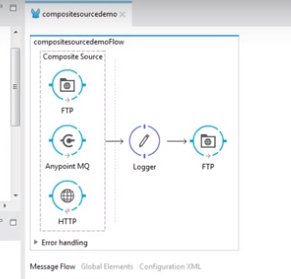 compositesourcedemo
compositesourcedemoFlow
Composite Source
FTP
Anypoint MQ
HTTP
Logger
FTP
Error handling
Message Flow Global Elements Configuration XML